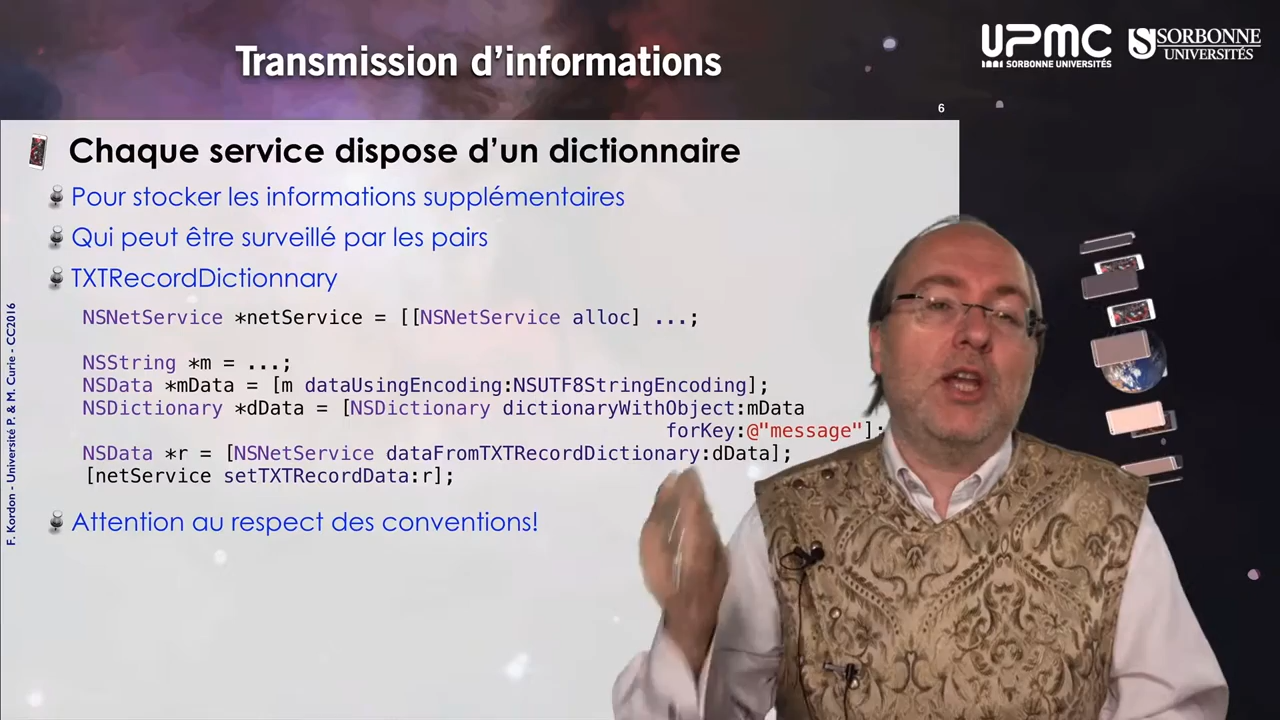 Transmission d'informations
UPMC
SORBONNE UNIVERSITÉS
SORBONNE
UNIVERSITÉS
6
Chaque service dispose d'un dictionnaire
Pour stocker les informations supplémentaires
Qui peut être surveillé par les pairs
TXTRecordDictionnary
NSNetService *netService = [[NSNetService alloc] ...;
NSString *m = ...;
NSData *mData = [m dataUsingEncoding:NSUTF8StringEncoding];
NSDictionary *dData = [NSDictionary dictionaryWithObject:mData
forKey:@"message"];
NSData *r = [NSNetService dataFromTXTRecordDictionary:dData];
[netService setTXTRecordData:r];
Attention au respect des conventions!
F. Kordon - Université P. & M. Curie - CC2016